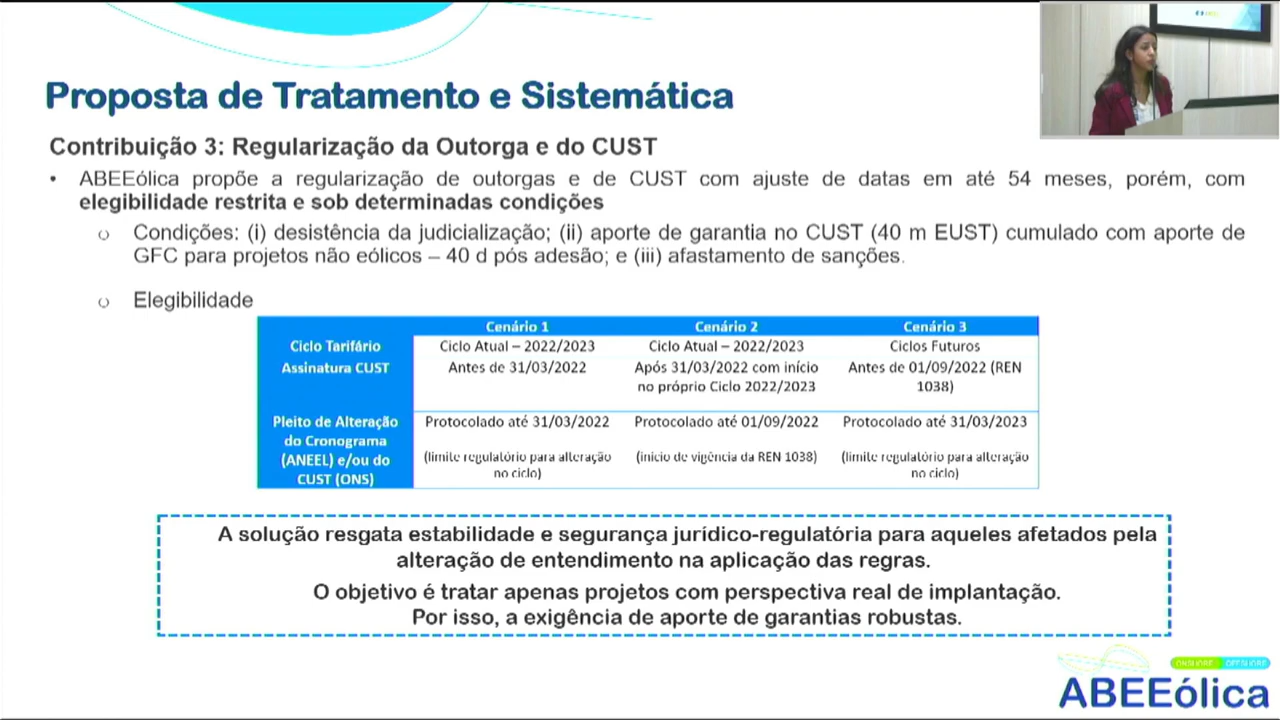 Proposta de Tratamento e Sistemática
Contribuição 3: Regularização da Outorga e do CUST
• ABEEólica propõe a regularização de outorgas e de CUST com ajuste de datas em até 54 meses, porém, com
elegibilidade restrita e sob determinadas condições
Condições: (i) desistência da judicialização; (ii) aporte de garantia no CUST (40 m EUST) cumulado com aporte de
GFC para projetos não eólicos – 40 d pós adesão; e (iii) afastamento de sanções.
Elegibilidade
Cenário 1 Cenário 2 Cenário 3
Ciclo Tarifário Ciclo Atual – 2022/2023 Ciclo Atual – 2022/2023 Ciclos Futuros
Assinatura CUST Antes de 31/03/2022 Após 31/03/2022 com início Antes de 01/09/2022 (REN
no próprio Ciclo 2022/2023 1038)
Pleito de Alteração Protocolado até 31/03/2022 Protocolado até 01/09/2022 Protocolado até 31/03/2023
do Cronograma
(ANEEL) e/ou do (limite regulatório para alteração (início de vigência da REN 1038) (limite regulatório para alteração
CUST (ONS) no ciclo) no ciclo)
A solução resgata estabilidade e segurança jurídico-regulatória para aqueles afetados pela
alteração de entendimento na aplicação das regras.
O objetivo é tratar apenas projetos com perspectiva real de implantação.
Por isso, a exigência de aporte de garantias robustas.
ONSHORE OFFSHORE
ABEEólica